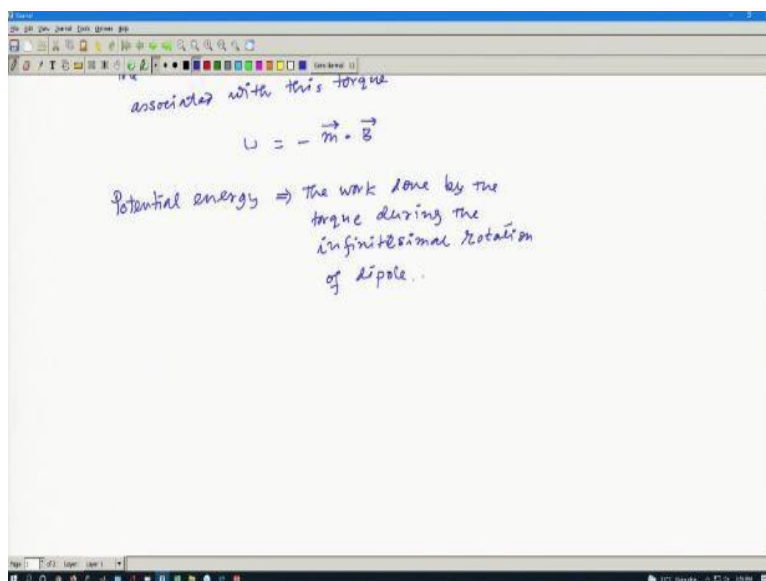 associated with this torque
U = - m⃗ . B⃗
Potential energy ⇒ The work done by the
torque during the
infinitesimal rotation
of dipole..